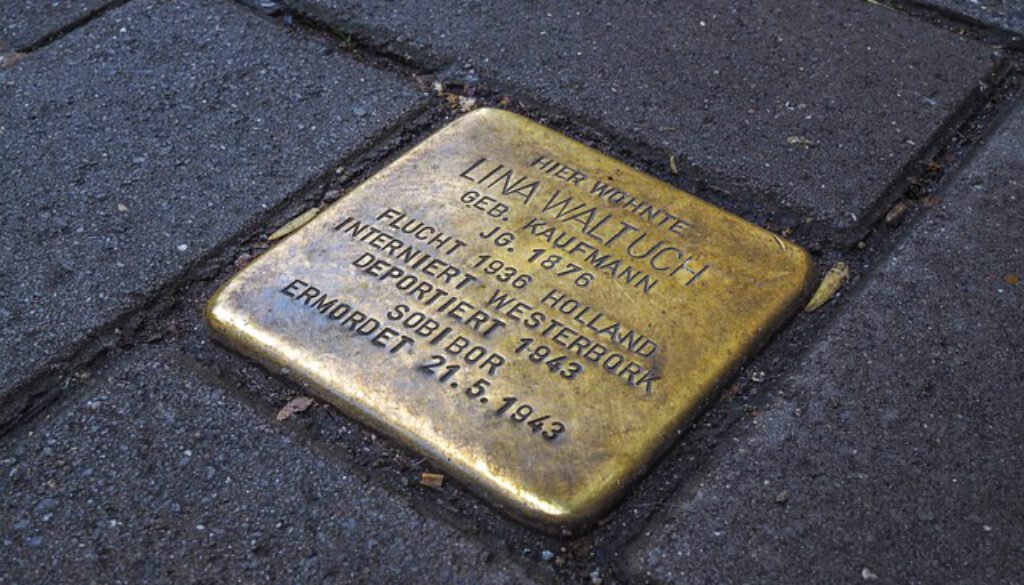 HIER WOHNTE
LINA WALTUCH
GEB. KAUFMANN
JG. 1876
FLUCHT 1936 HOLLAND
INTERNIERT WESTERBORK
DEPORTIERT 1943
SOBIBOR
ERMORDET 21.5.1943